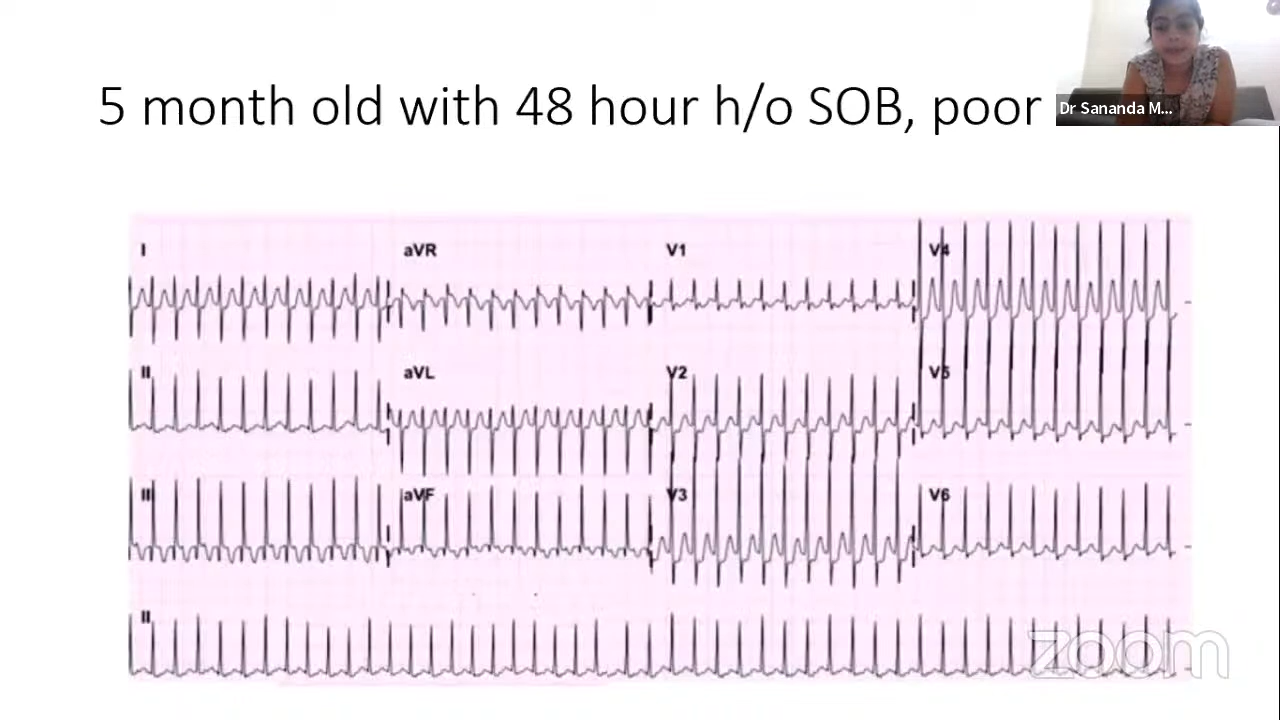 5 month old with 48 hour h/o SOB, poor
Dr Sananda M...
I aVR V1 V4
II aVL V2 V5
III aVF V3 V6
II
zoom